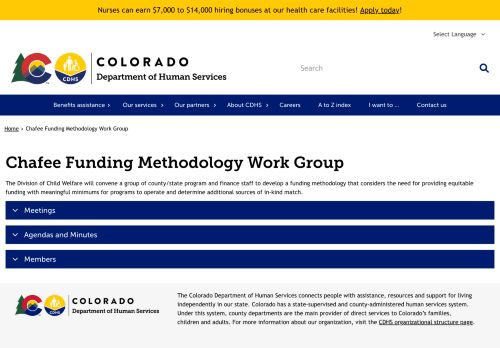 Nurses can earn $7,000 to $14,000 hiring bonuses at our health care facilities! Apply today!
Select Language
COLORADO
Department of Human Services
CDHS
Search
Benefits assistance
Our services
Our partners
About CDHS
Careers
A to Z index
I want to ...
Contact us
Home › Chafee Funding Methodology Work Group
Chafee Funding Methodology Work Group
The Division of Child Welfare will convene a group of county/state program and finance staff to develop a funding methodology that considers the need for providing equitable
funding with meaningful minimums for programs to operate and determine additional sources of in-kind match.
Meetings
Agendas and Minutes
Members
COLORADO
Department of Human Services
CDHS
The Colorado Department of Human Services connects people with assistance, resources and support for living
independently in our state. Colorado has a state-supervised and county-administered human services system.
Under this system, county departments are the main provider of direct services to Colorado's families,
children and adults. For more information about our organization, visit the CDHS organizational structure page.